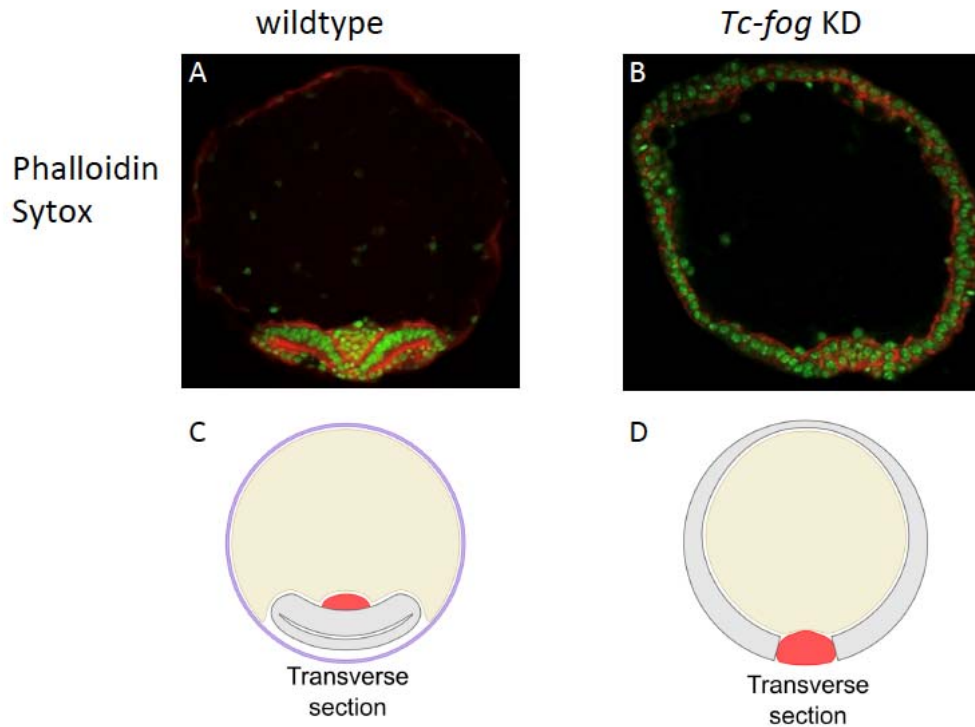 wildtype
Tc-fog KD
A
B
Phalloidin
Sytox
C
D
Transverse
section
Transverse
section